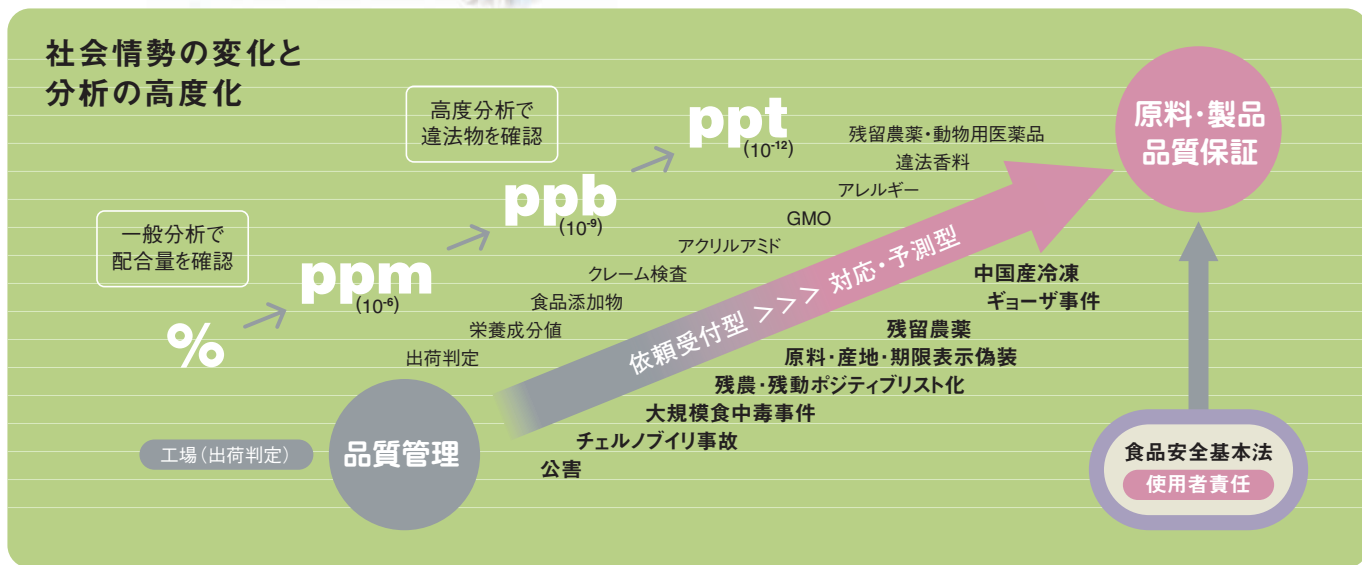 社会情勢の変化と
分析の高度化
高度分析で
違法物を確認
一般分析で
配合量を確認
%
ppm
(10⁻⁶)
ppb
(10⁻⁹)
ppt
(10⁻¹²)
残留農薬・動物用医薬品
違法香料
アレルギー
GMO
アクリルアミド
クレーム検査
食品添加物
栄養成分値
出荷判定
依頼受付型 >>> 対応・予測型
原料・製品
品質保証
中国産冷凍
ギョーザ事件
残留農薬
原料・産地・期限表示偽装
残農・残動ポジティブリスト化
大規模食中毒事件
チェルノブイリ事故
公害
工場(出荷判定)
品質管理
食品安全基本法
使用者責任